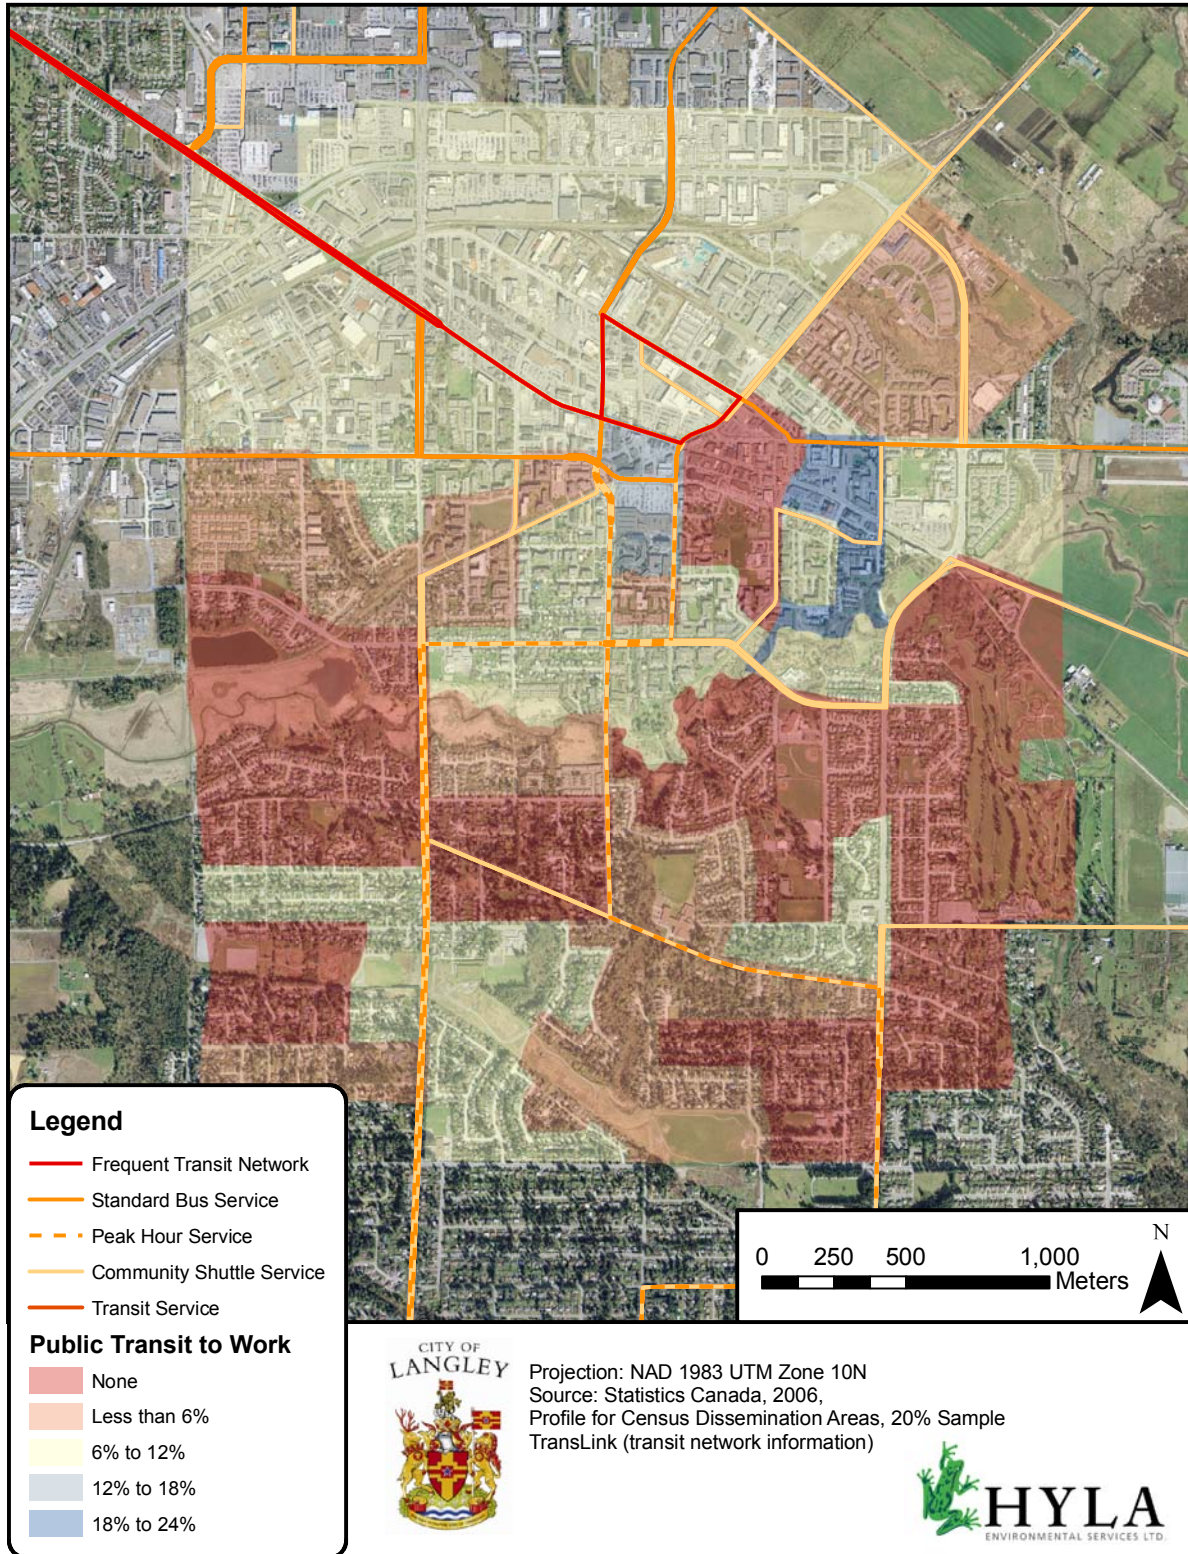 Legend
Frequent Transit Network
Standard Bus Service
Peak Hour Service
Community Shuttle Service
Transit Service
Public Transit to Work
None
Less than 6%
6% to 12%
12% to 18%
18% to 24%
0 250 500 1,000
Meters
N
CITY OF
LANGLEY
Projection: NAD 1983 UTM Zone 10N
Source: Statistics Canada, 2006,
Profile for Census Dissemination Areas, 20% Sample
TransLink (transit network information)
HYLA
ENVIRONMENTAL SERVICES LTD.